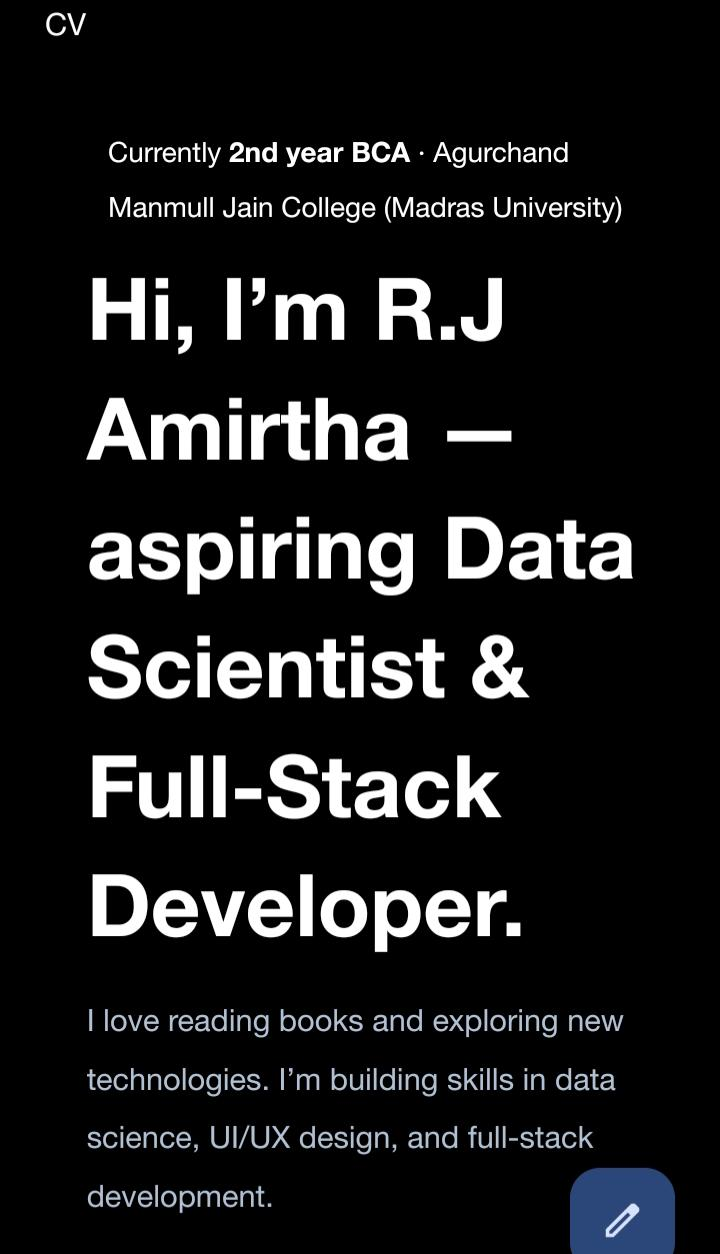 CV
Currently 2nd year BCA · Agurchand
Manmull Jain College (Madras University)
Hi, I’m R.J
Amirtha —
aspiring Data
Scientist &
Full-Stack
Developer.
I love reading books and exploring new
technologies. I’m building skills in data
science, UI/UX design, and full-stack
development.